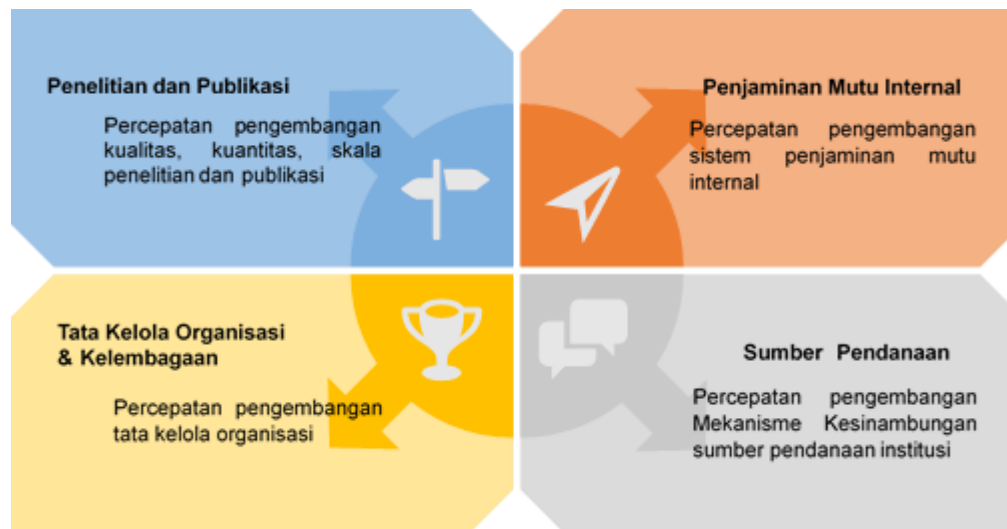 Penelitian dan Publikasi
Percepatan pengembangan
kualitas, kuantitas, skala
penelitian dan publikasi
Penjaminan Mutu Internal
Percepatan pengembangan
sistem penjaminan mutu
internal
Tata Kelola Organisasi
& Kelembagaan
Percepatan pengembangan
tata kelola organisasi
Sumber Pendanaan
Percepatan pengembangan
Mekanisme Kesinambungan
sumber pendanaan institusi